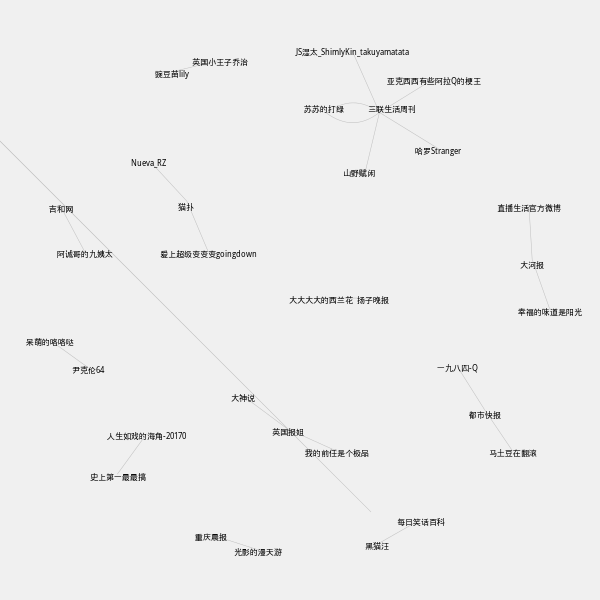 JS湿太_ShimlyKin_takuyamatata
英国小王子乔治
豌豆苗lily
亚克西西有些阿拉Q的梗王
苏苏的打绿
三联生活周刊
哈罗Stranger
Nueva_RZ
山野赋闲
吉和网
猫扑
直播生活官方微博
阿诚哥的九姨太
爱上超级变变变goingdown
大河报
大大大大的西兰花 扬子晚报
幸福的味道是阳光
呆萌的咯咯哒
尹克伦64
一九八四-Q
大神说
都市快报
人生如戏的海角-20170
英国报姐
我的前任是个极品
马土豆在翻滚
史上第一最最搞
每日笑话百科
重庆晨报
光影的漫天游
黑猫汪